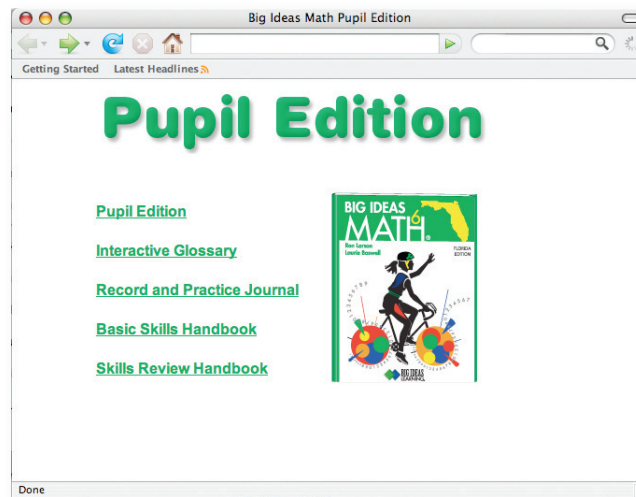 Big Ideas Math Pupil Edition
Getting Started Latest Headlines
Pupil Edition
Pupil Edition
Interactive Glossary
Record and Practice Journal
Basic Skills Handbook
Skills Review Handbook
BIG IDEAS
MATH
6
Ron Larson
Laurie Boswell
FLORIDA
EDITION
BIG IDEAS
LEARNING
Done